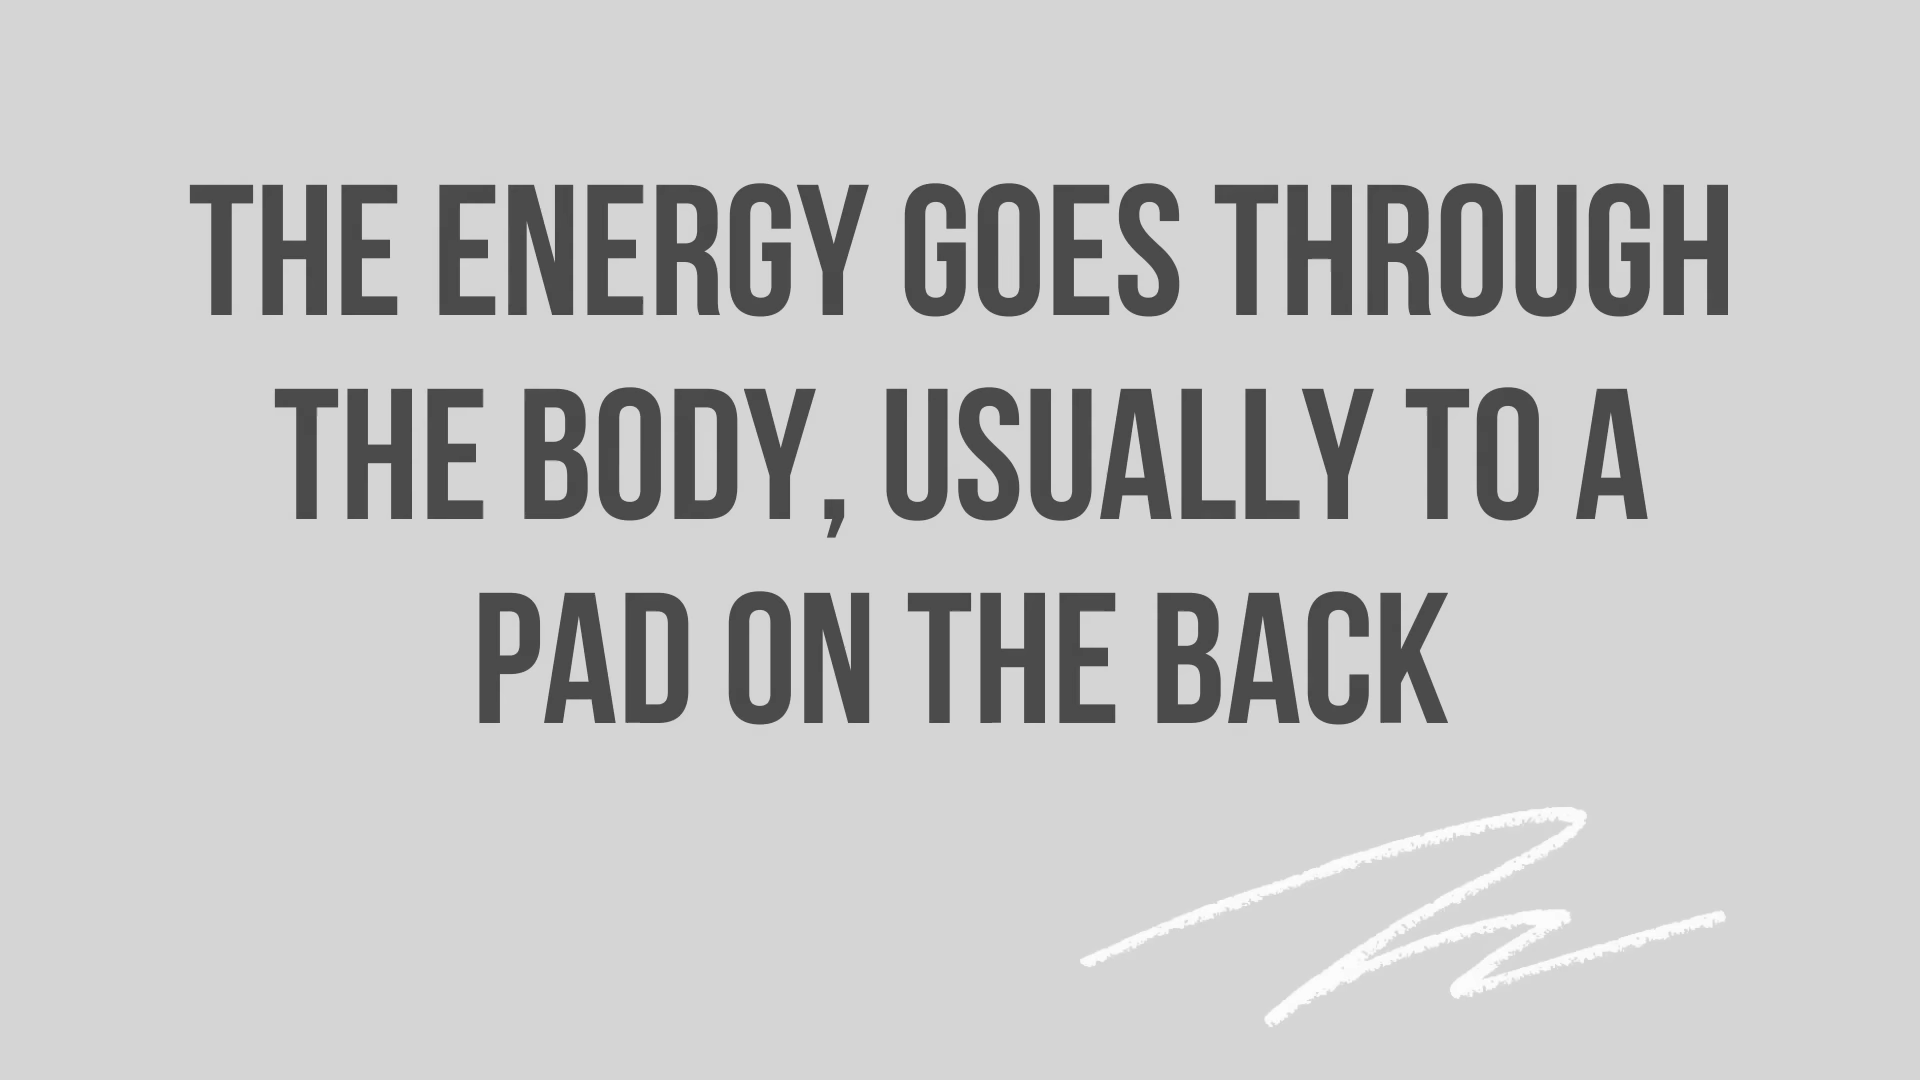 THE ENERGY GOES THROUGH
THE BODY, USUALLY TO A
PAD ON THE BACK